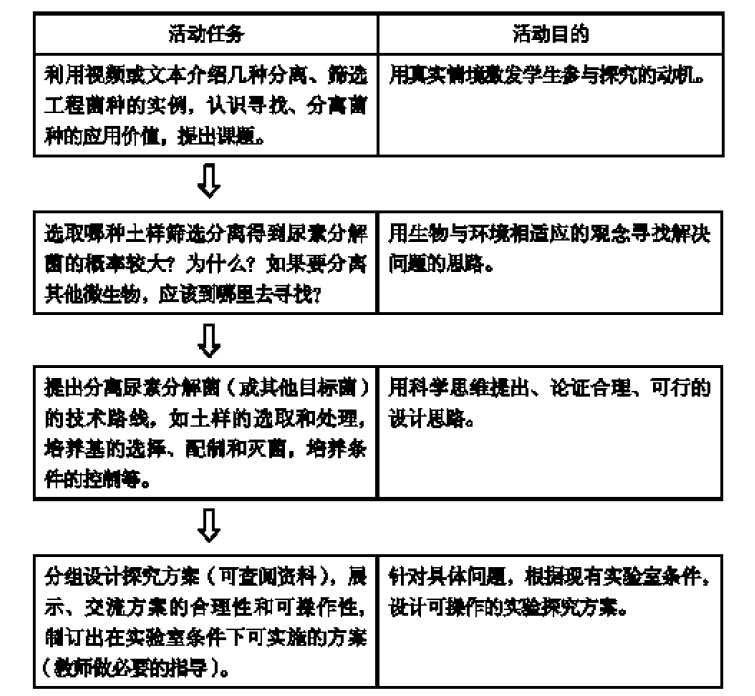 活动任务 活动目的
利用视频或文本介绍几种分离、筛选
工程菌种的实例，认识寻找、分离菌
种的应用价值，提出课题。
用真实情境激发学生参与探究的动机。
选取哪种土样筛选分离得到尿素分解
菌的概率较大？为什么？如果要分离
其他微生物，应该到哪里去寻找？
用生物与环境相适应的观念寻找解决
问题的思路。
提出分离尿素分解菌（或其他目标菌）
的技术路线，如土样的选取和处理，
培养基的选择、配制和灭菌，培养条
件的控制等。
用科学思维提出、论证合理、可行的
设计思路。
分组设计探究方案（可查阅资料），展
示、交流方案的合理性和可操作性，
制订出在实验室条件下可实施的方案
（教师做必要的指导）。
针对具体问题，根据现有实验室条件，
设计可操作的实验探究方案。